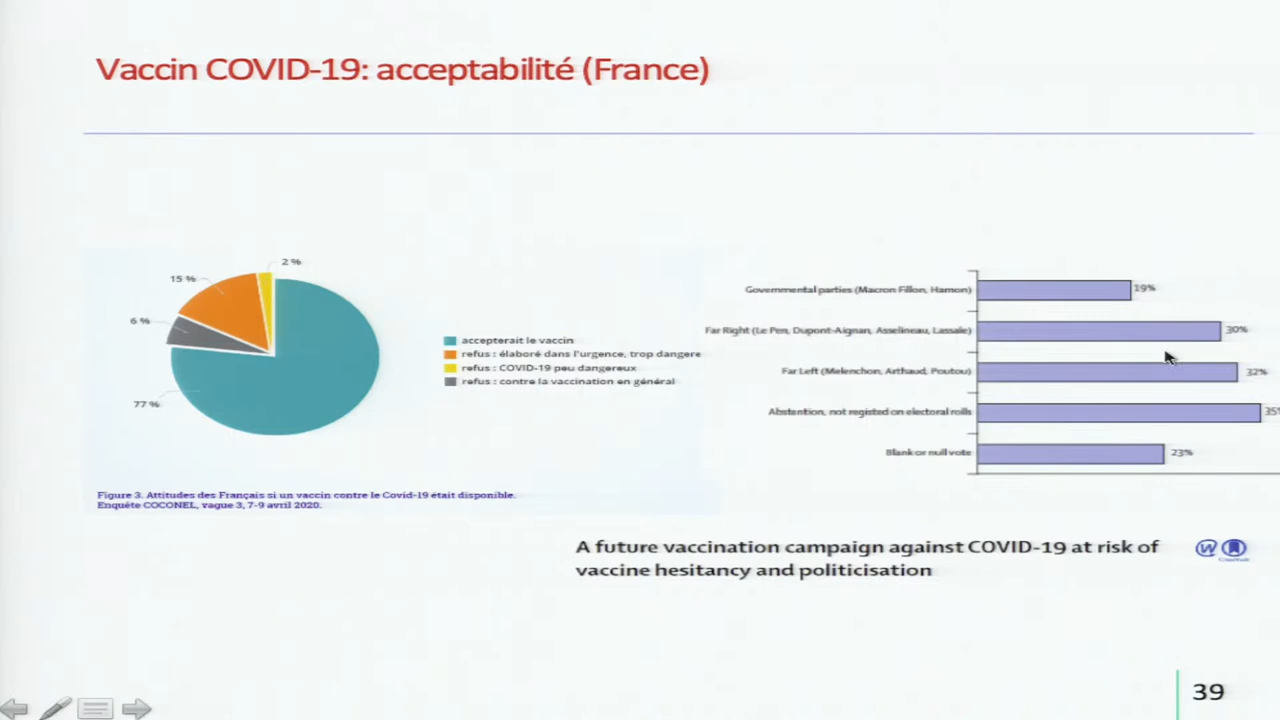 Vaccin COVID-19: acceptabilité (France)
2 %
15 %
6 %
77 %
accepterait le vaccin
refus : élaboré dans l'urgence, trop dangere
refus : COVID-19 peu dangereux
refus : contre la vaccination en général
Figure 3. Attitudes des Français si un vaccin contre le Covid-19 était disponible.
Enquête COCONEL, vague 3, 7-9 avril 2020.
Governmental parties (Macron Fillon, Hamon) 19%
Far Right (Le Pen, Dupont-Aignan, Asselineau, Lassale) 30%
Far Left (Melenchon, Arthaud, Poutou) 32%
Abstention, not registed on electoral rolls 35%
Blank or null vote 23%
A future vaccination campaign against COVID-19 at risk of
vaccine hesitancy and politicisation
39